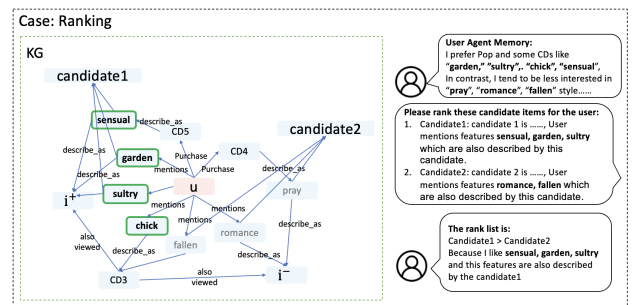 Case: Ranking
KG
candidate1
candidate2
sensual
describe_as
CD5
CD4
describe_as
garden
Purchase
Purchase
describe_as
mentions
pray
describe_as
sultry
u
i⁺
mentions
mentions
describe_as
chick
romance
also
viewed
describe_as
fallen
describe_as
CD3
also
viewed
i⁻
User Agent Memory:
I prefer Pop and some CDs like
“garden,” “sultry”,. “chick”, “sensual”,
In contrast, I tend to be less interested in
“pray”, “romance”, “fallen” style……
Please rank these candidate items for the user:
1. Candidate1: candidate 1 is ……, User
mentions features sensual, garden, sultry
which are also described by this
candidate.
2. Candidate2: candidate 2 is ……, User
mentions features romance, fallen which
are also described by this candidate.
The rank list is:
Candidate1 > Candidate2
Because I like sensual, garden, sultry
and this features are also described
by the candidate1